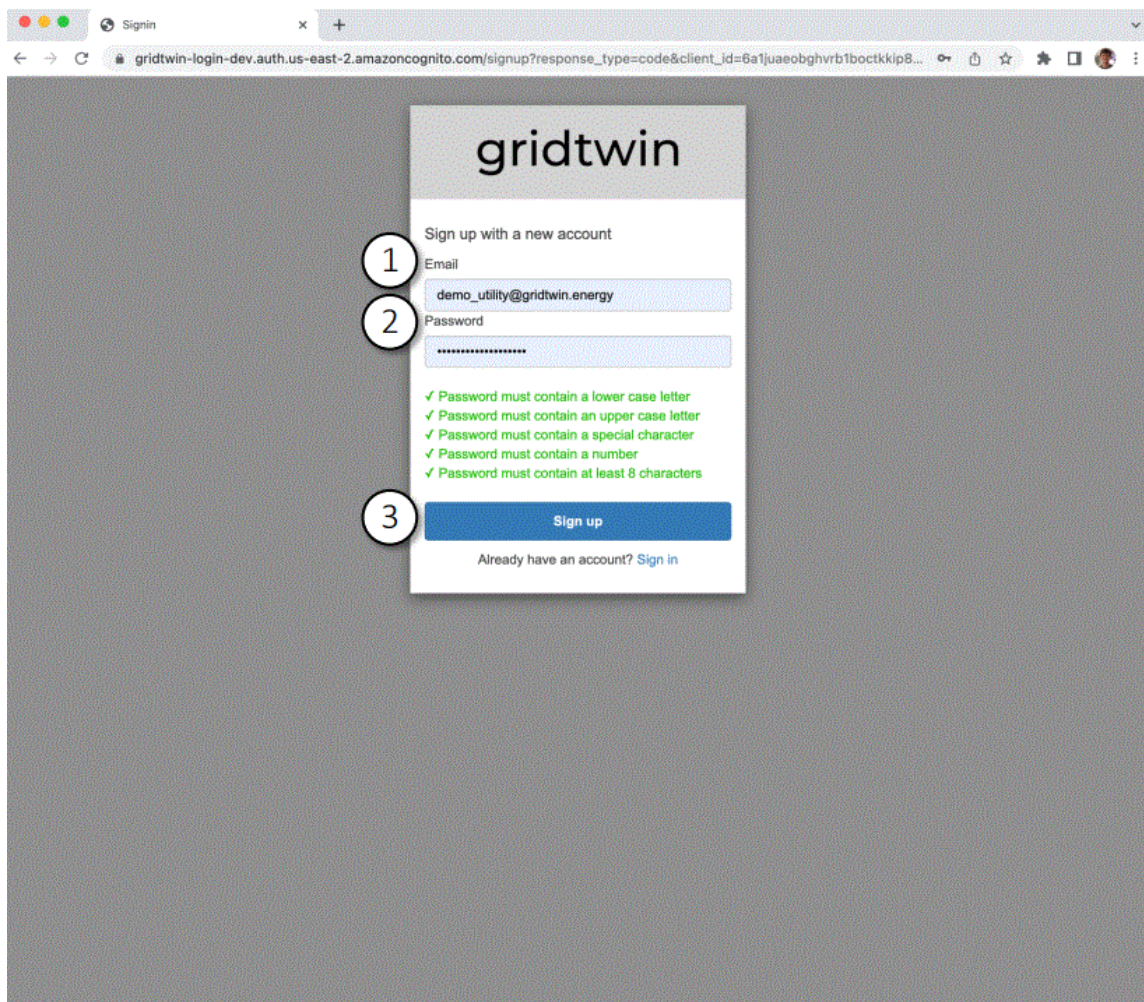 Signin
gridtwin-login-dev.auth.us-east-2.amazoncognito.com/signup?response_type=code&client_id=6a1juaeobghvrb1boctkkip8...
gridtwin
Sign up with a new account
1
Email
demo_utility@gridtwin.energy
2
Password
✓ Password must contain a lower case letter
✓ Password must contain an upper case letter
✓ Password must contain a special character
✓ Password must contain a number
✓ Password must contain at least 8 characters
3
Sign up
Already have an account? Sign in